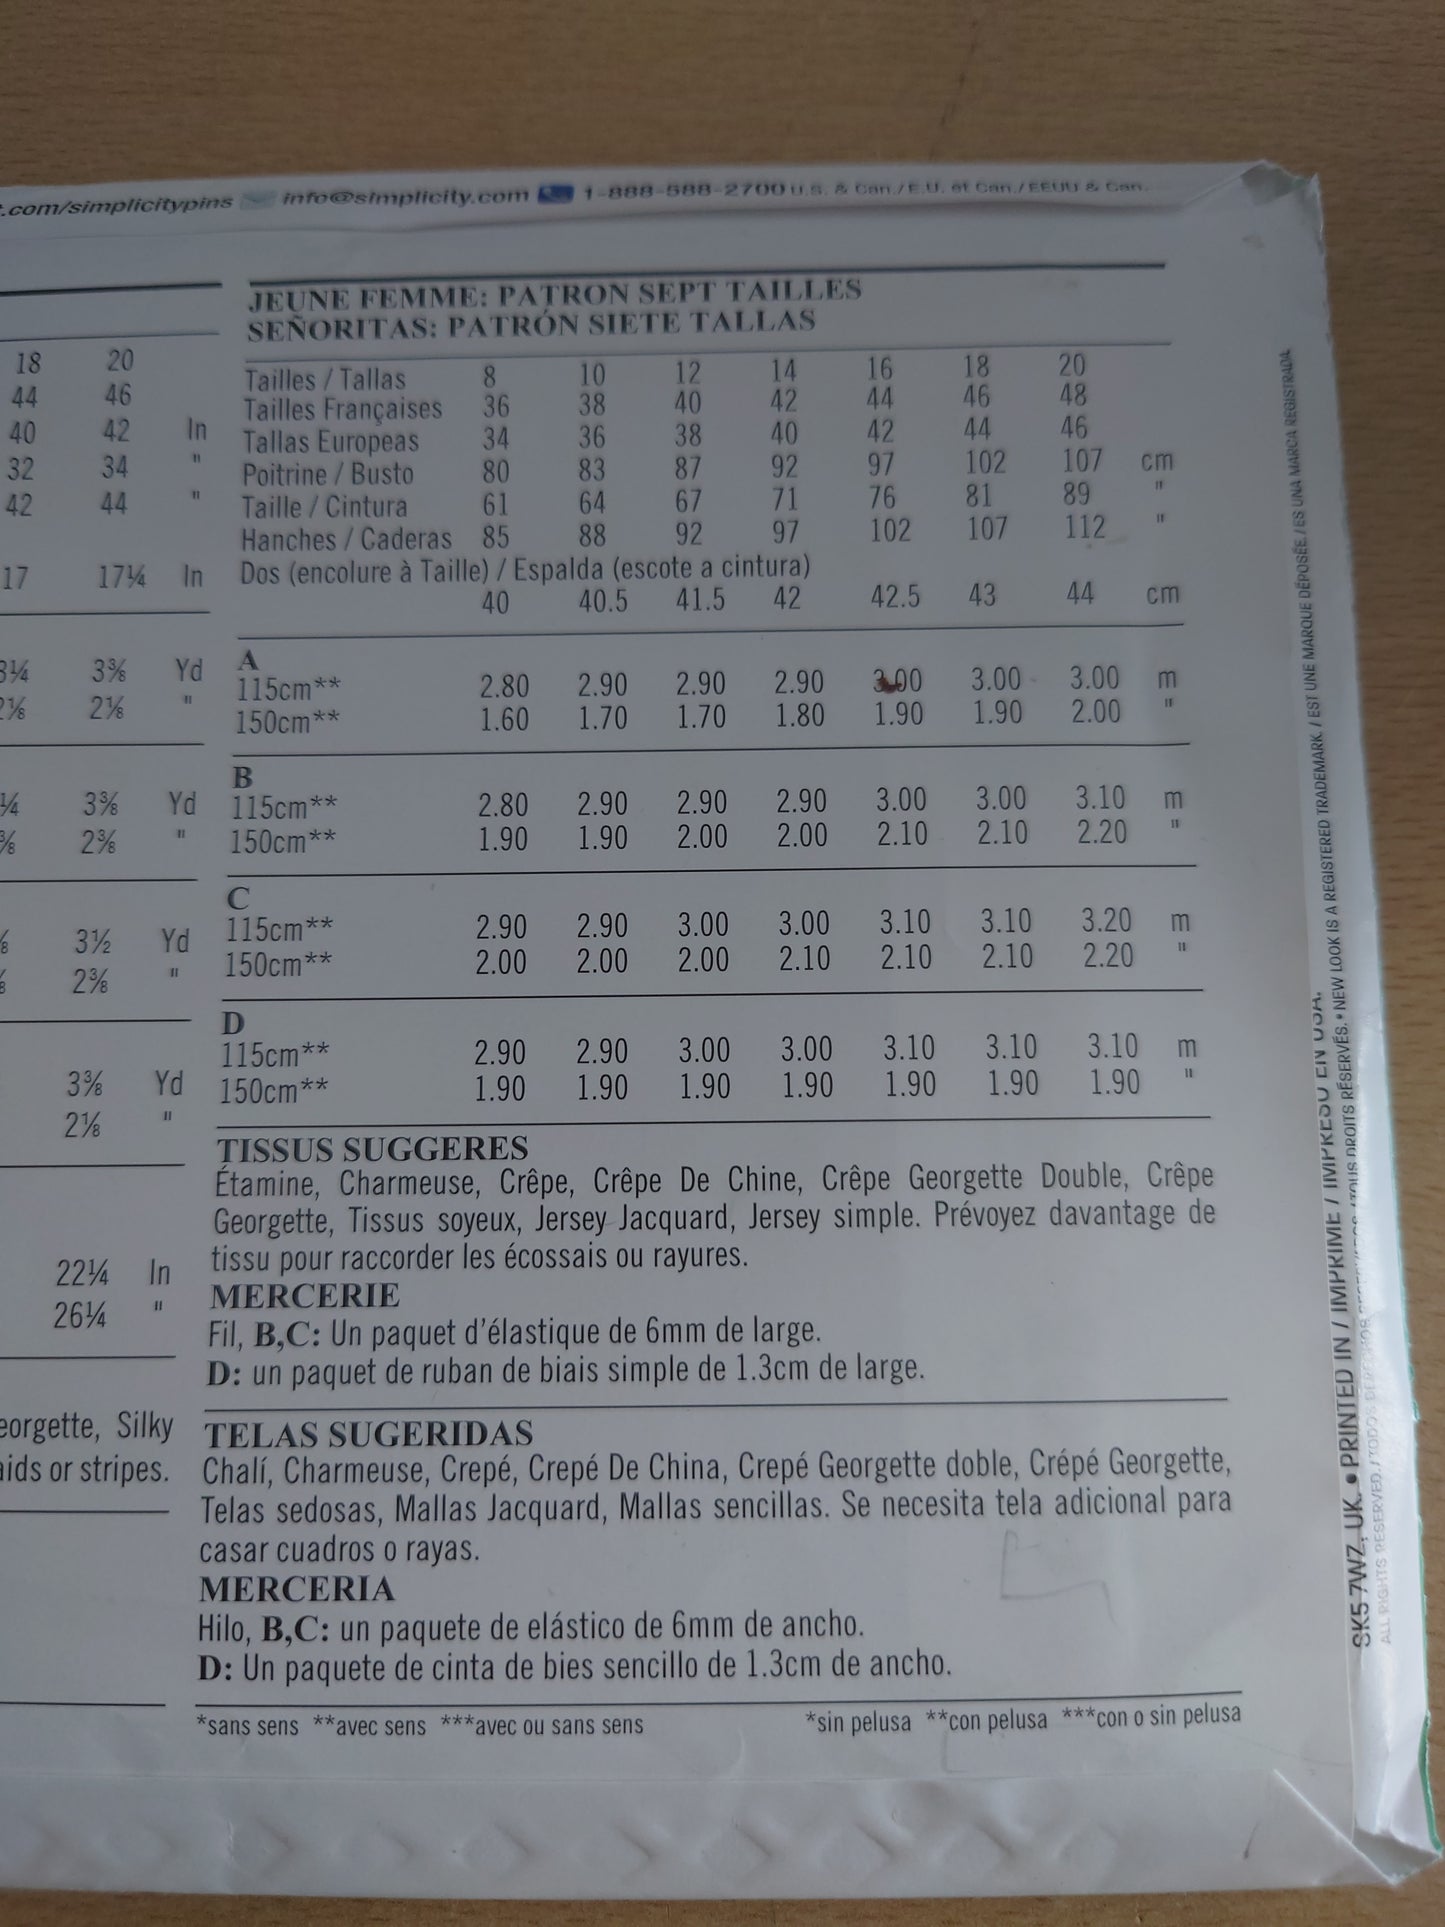 t.com/simplicitypins info@simplicity.com 1-888-588-2700 U.S. & Can./E.U. et Can./EEUU & Can.
18 20
44 46
40 42 In
32 34 "
42 44 "
17 17¼ In
3¼ 3⅜ Yd
2⅛ 2⅛ "
¼ 3⅜ Yd
⅜ 2⅜ "
3½ Yd
2⅜ "
3⅜ Yd
2⅛ "
22¼ In
26¼ "
eorgette, Silky
aids or stripes.
JEUNE FEMME: PATRON SEPT TAILLES
SEÑORITAS: PATRÓN SIETE TALLAS
Tailles / Tallas 8 10 12 14 16 18 20
Tailles Françaises 36 38 40 42 44 46 48
Tallas Europeas 34 36 38 40 42 44 46
Poitrine / Busto 80 83 87 92 97 102 107 cm
Taille / Cintura 61 64 67 71 76 81 89 "
Hanches / Caderas 85 88 92 97 102 107 112 "
Dos (encolure à Taille) / Espalda (escote a cintura)
40 40.5 41.5 42 42.5 43 44 cm
A
115cm** 2.80 2.90 2.90 2.90 3.00 3.00 3.00 m
150cm** 1.60 1.70 1.70 1.80 1.90 1.90 2.00 "
B
115cm** 2.80 2.90 2.90 2.90 3.00 3.00 3.10 m
150cm** 1.90 1.90 2.00 2.00 2.10 2.10 2.20 "
C
115cm** 2.90 2.90 3.00 3.00 3.10 3.10 3.20 m
150cm** 2.00 2.00 2.00 2.10 2.10 2.10 2.20 "
D
115cm** 2.90 2.90 3.00 3.00 3.10 3.10 3.10 m
150cm** 1.90 1.90 1.90 1.90 1.90 1.90 1.90 "
TISSUS SUGGERES
Étamine, Charmeuse, Crêpe, Crêpe De Chine, Crêpe Georgette Double, Crêpe
Georgette, Tissus soyeux, Jersey Jacquard, Jersey simple. Prévoyez davantage de
tissu pour raccorder les écossais ou rayures.
MERCERIE
Fil, B,C: Un paquet d'élastique de 6mm de large.
D: un paquet de ruban de biais simple de 1.3cm de large.
TELAS SUGERIDAS
Chalí, Charmeuse, Crepé, Crepé De China, Crepé Georgette doble, Crépé Georgette,
Telas sedosas, Mallas Jacquard, Mallas sencillas. Se necesita tela adicional para
casar cuadros o rayas.
MERCERIA
Hilo, B,C: un paquete de elástico de 6mm de ancho.
D: Un paquete de cinta de bies sencillo de 1.3cm de ancho.
*sans sens **avec sens ***avec ou sans sens *sin pelusa **con pelusa ***con o sin pelusa
SK5 7WZ, UK. • PRINTED IN / IMPRIMÉ / IMPRESO EN USA.
ALL RIGHTS RESERVED. / TOUS DROITS RÉSERVÉS. • NEW LOOK IS A REGISTERED TRADEMARK. / EST UNE MARQUE DÉPOSÉE. / ES UNA MARCA REGISTRADA